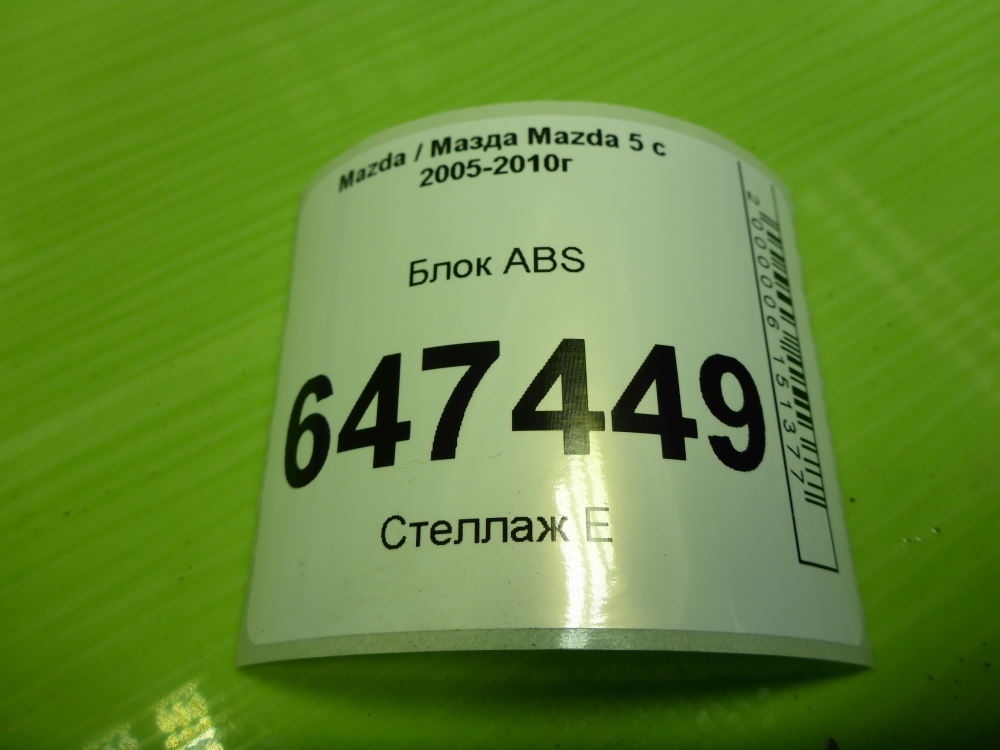 Mazda / Мазда Mazda 5 с
2005-2010г
Блок ABS
647449
Стеллаж Е
2000006151377